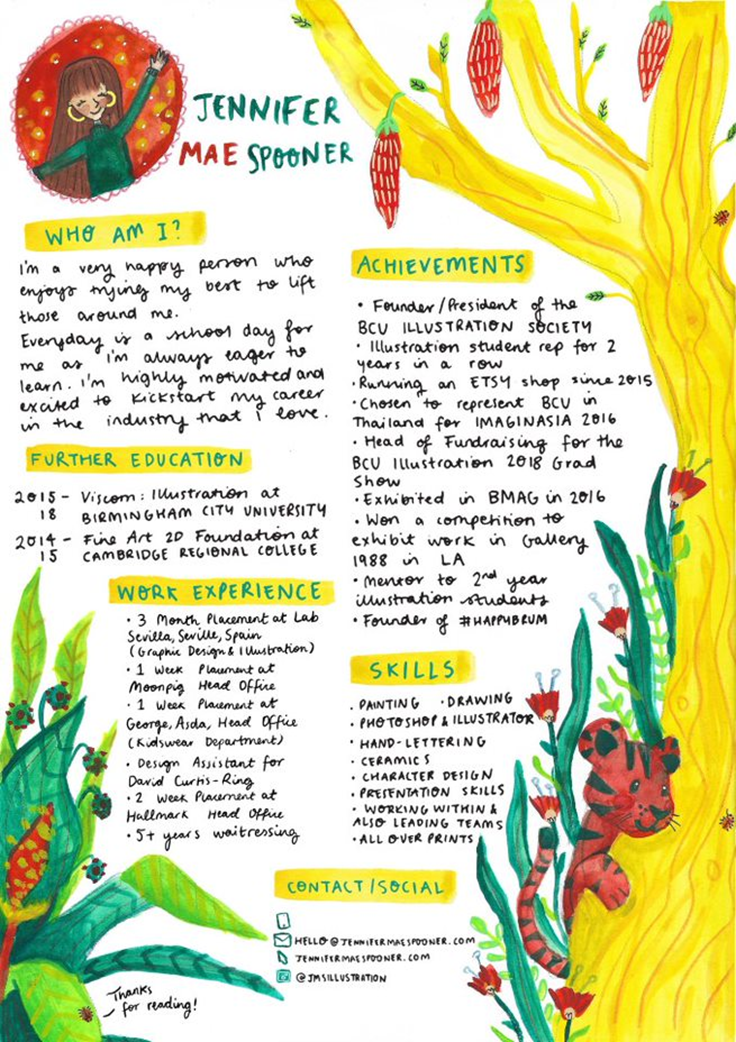 JENNIFER
MAE SPOONER
WHO AM I?
I'm a very happy person who
enjoys trying my best to lift
those around me.
Everyday is a school day for
me as I'm always eager to
learn. I'm highly motivated and
excited to kickstart my career
in the industry that I love.
FURTHER EDUCATION
2015 - Viscom: Illustration at
18 BIRMINGHAM CITY UNIVERSITY
2014 - Fine Art 2D Foundation at
15 CAMBRIDGE REGIONAL COLLEGE
WORK EXPERIENCE
• 3 Month Placement at Lab
Sevilla, Seville, Spain
(Graphic Design & Illustration)
• 1 Week Placement at
Moonpig Head Office
• 1 Week Placement at
George, Asda, Head Office
(Kidswear Department)
• Design Assistant for
David Curtis-Ring
• 2 Week Placement at
Hallmark Head Office
• 5+ years waitressing
ACHIEVEMENTS
• Founder/President of the
BCU ILLUSTRATION SOCIETY
• Illustration student rep for 2
years in a row
• Running an ETSY shop since 2015
• Chosen to represent BCU in
Thailand for IMAGINASIA 2016
• Head of Fundraising for the
BCU Illustration 2018 Grad
Show
• Exhibited in BMAG in 2016
• Won a competition to
exhibit work in Gallery
1988 in LA
• Mentor to 2nd year
illustration students
• Founder of #HAPPYBRUM
SKILLS
• PAINTING • DRAWING
• PHOTOSHOP & ILLUSTRATOR
• HAND-LETTERING
• CERAMICS
• CHARACTER DESIGN
• PRESENTATION SKILLS
• WORKING WITHIN &
ALSO LEADING TEAMS
• ALL OVER PRINTS
CONTACT/SOCIAL
HELLO@JENNIFERMAESPOONER.COM
JENNIFERMAESPOONER.COM
@JMSILLUSTRATION
Thanks
for reading!